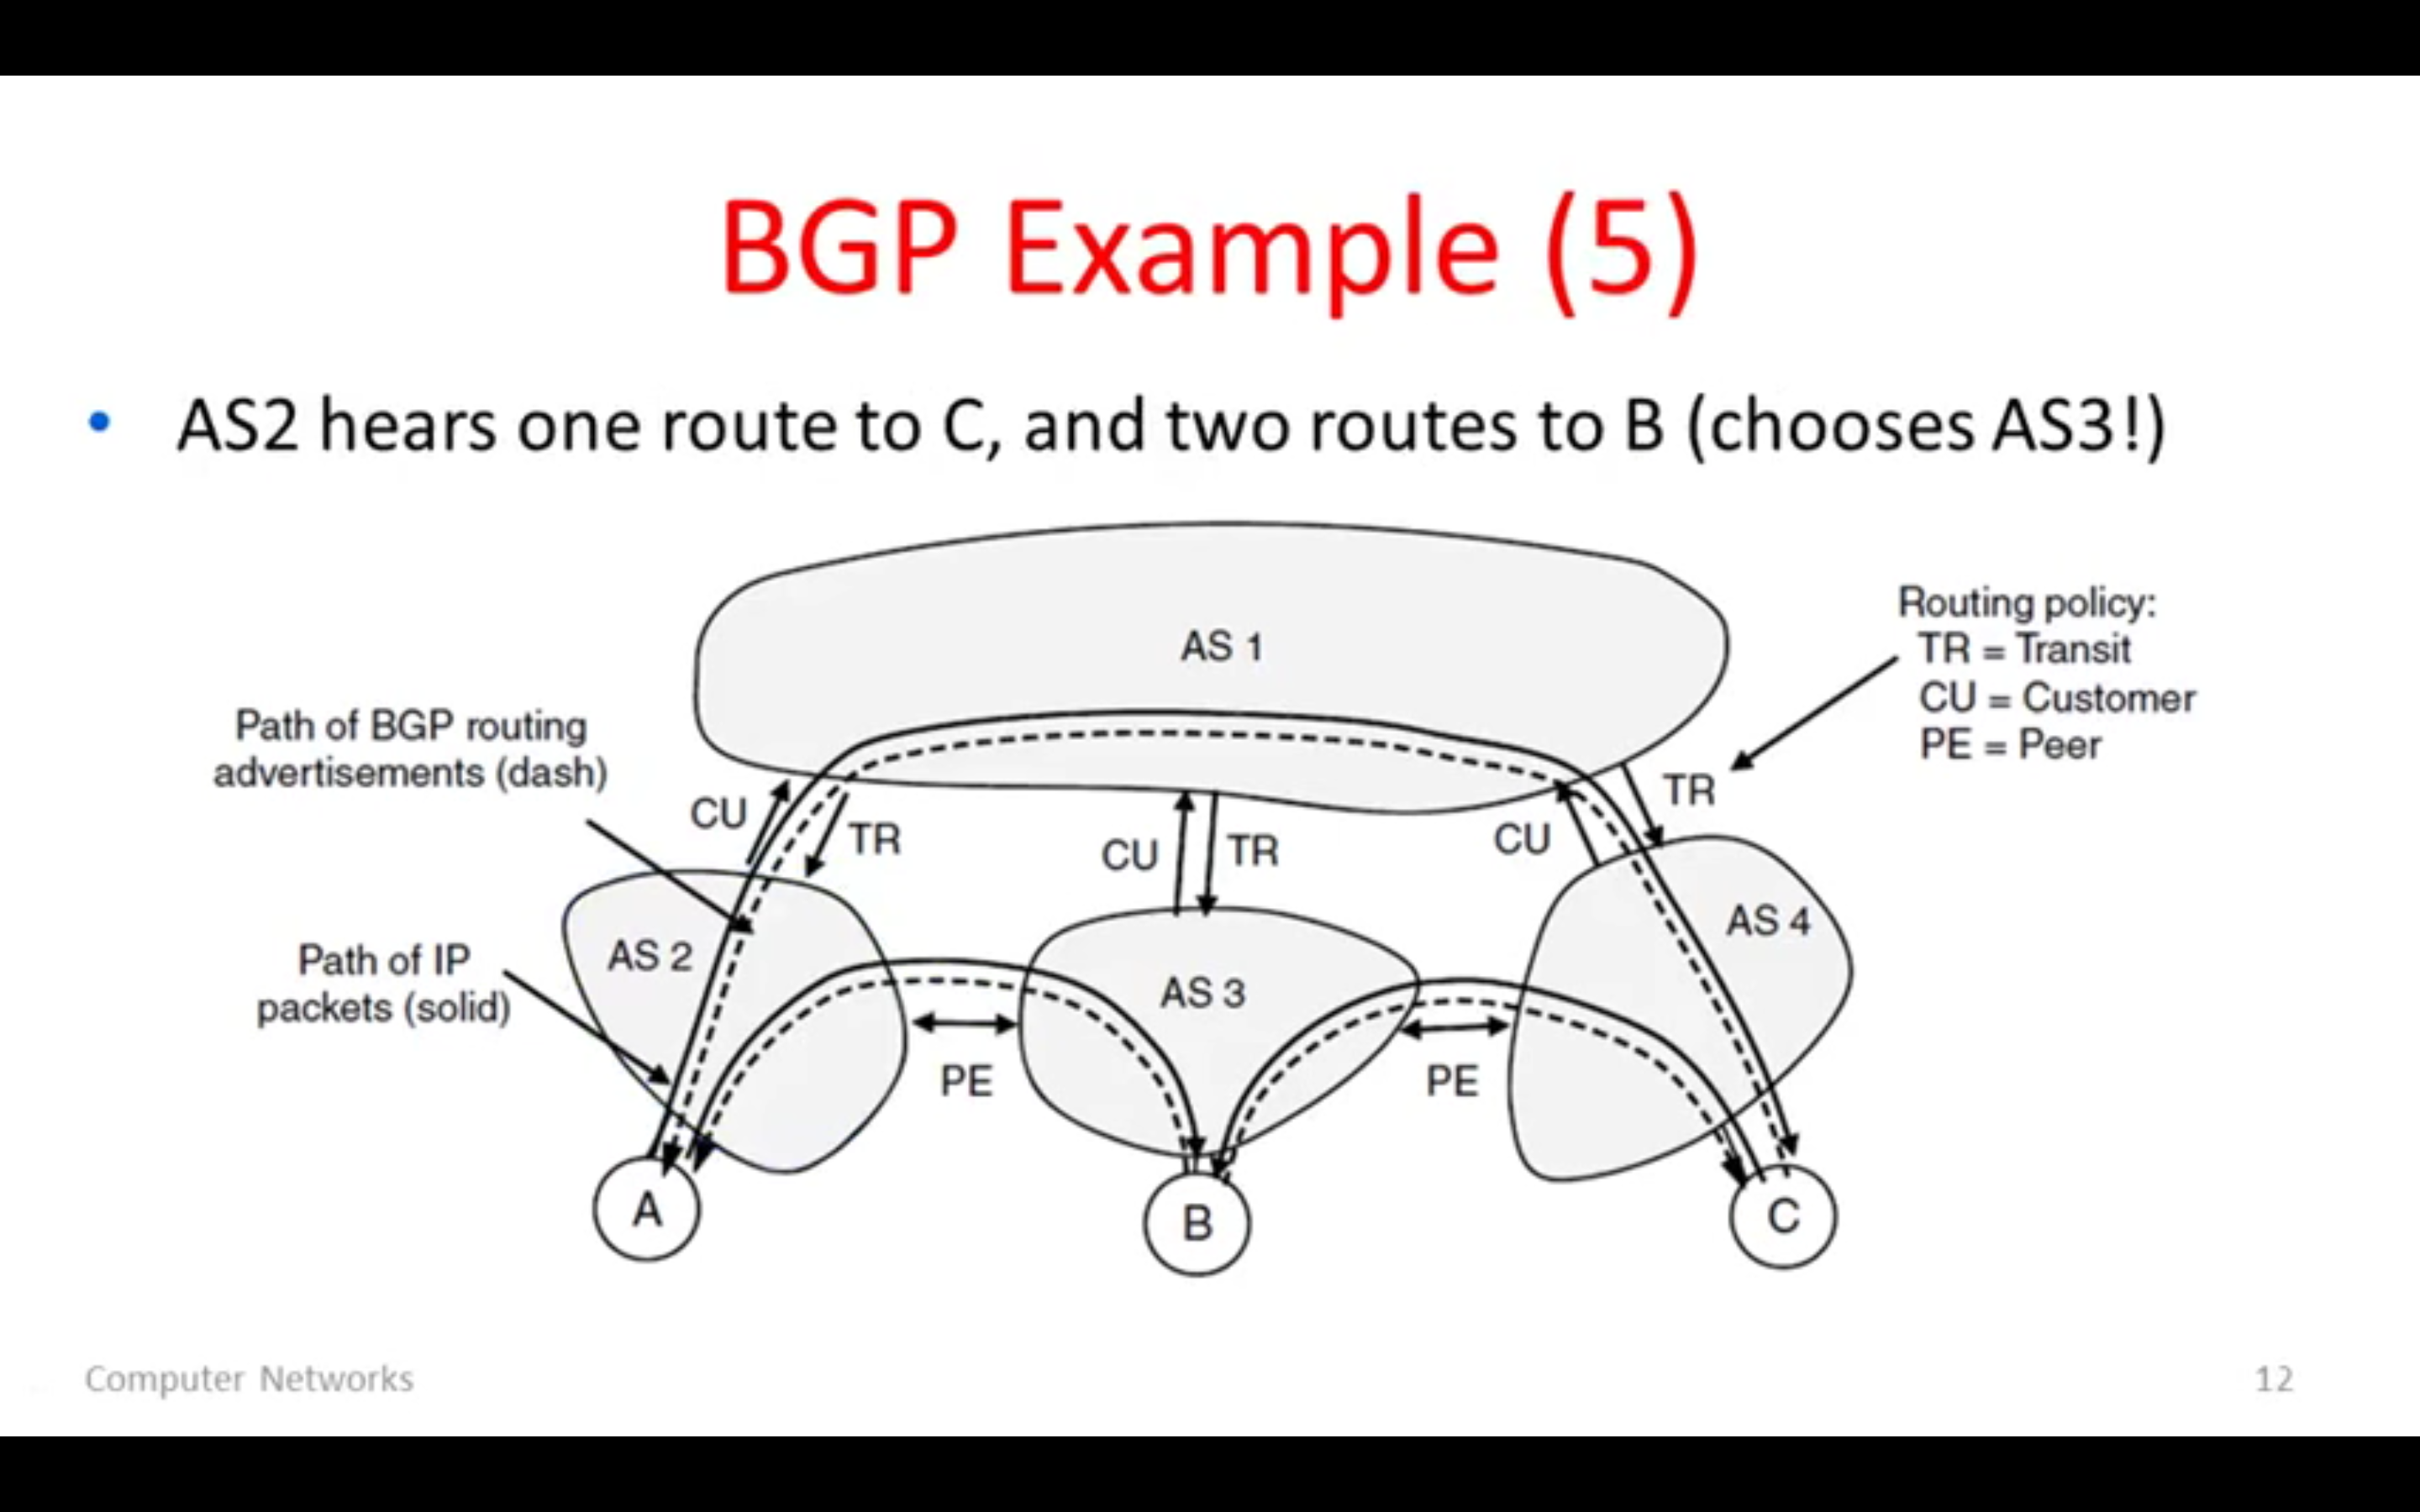 BGP Example (5)
• AS2 hears one route to C, and two routes to B (chooses AS3!)
AS 1
Routing policy:
TR = Transit
CU = Customer
PE = Peer
Path of BGP routing
advertisements (dash)
CU
TR
CU
TR
CU
TR
AS 2
AS 3
AS 4
Path of IP
packets (solid)
PE
PE
A
B
C
Computer Networks
12